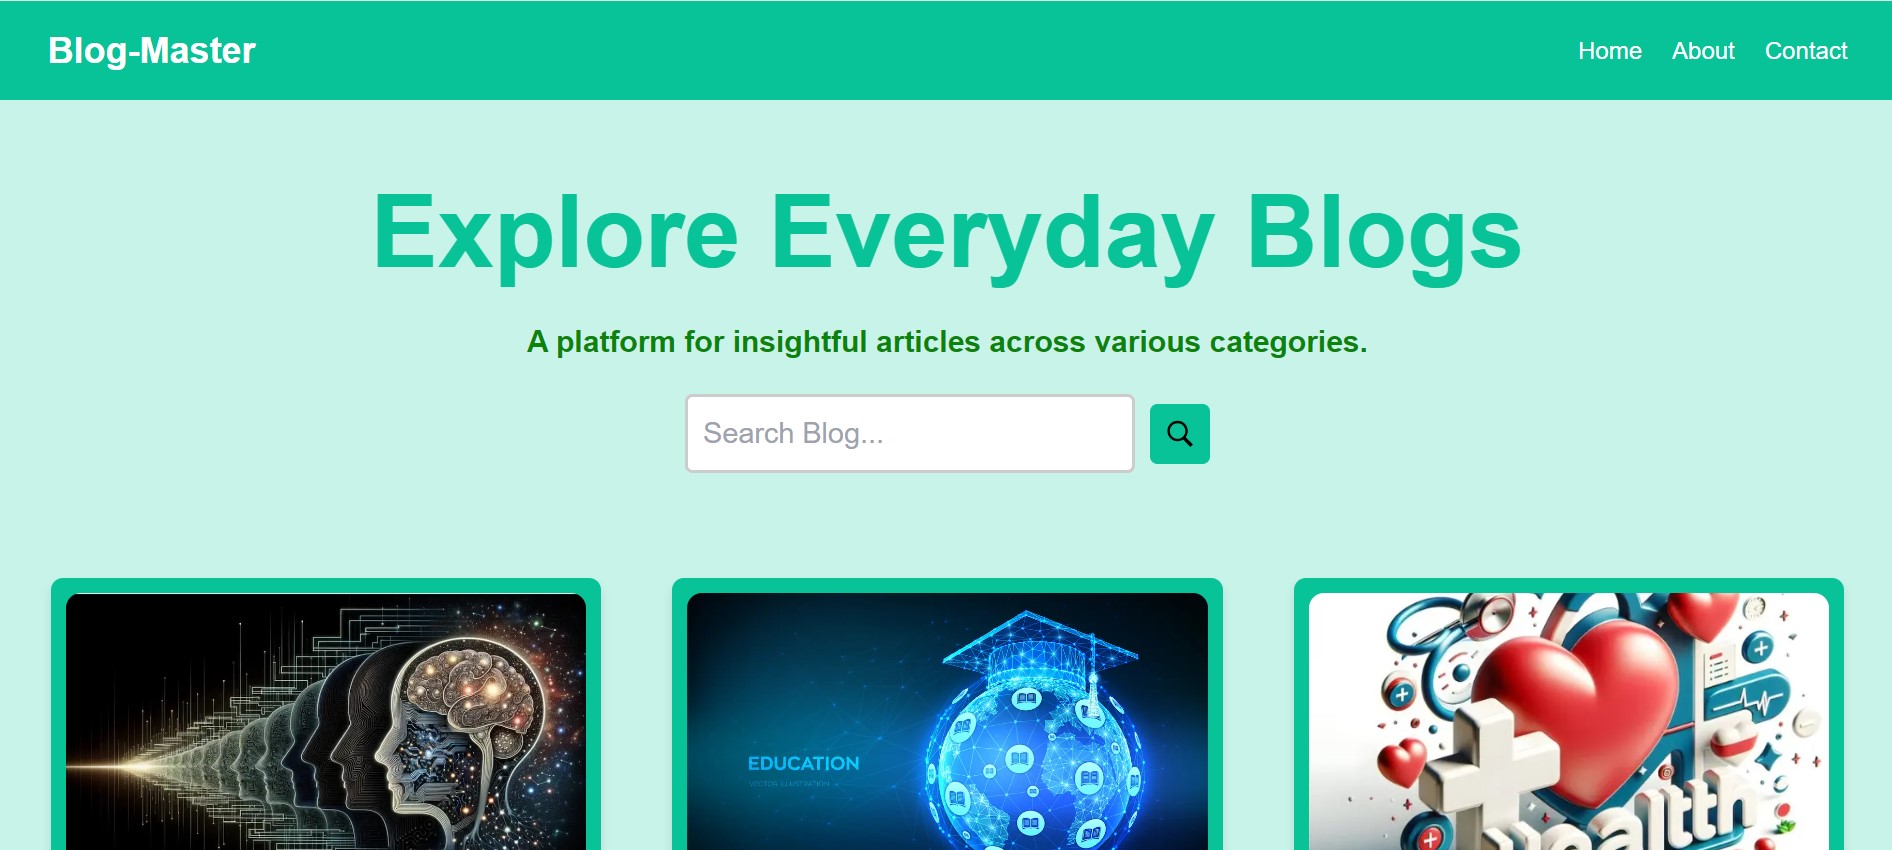 Blog-Master
Home About Contact
Explore Everyday Blogs
A platform for insightful articles across various categories.
Search Blog...
EDUCATION
VECTOR ILLUSTRATION